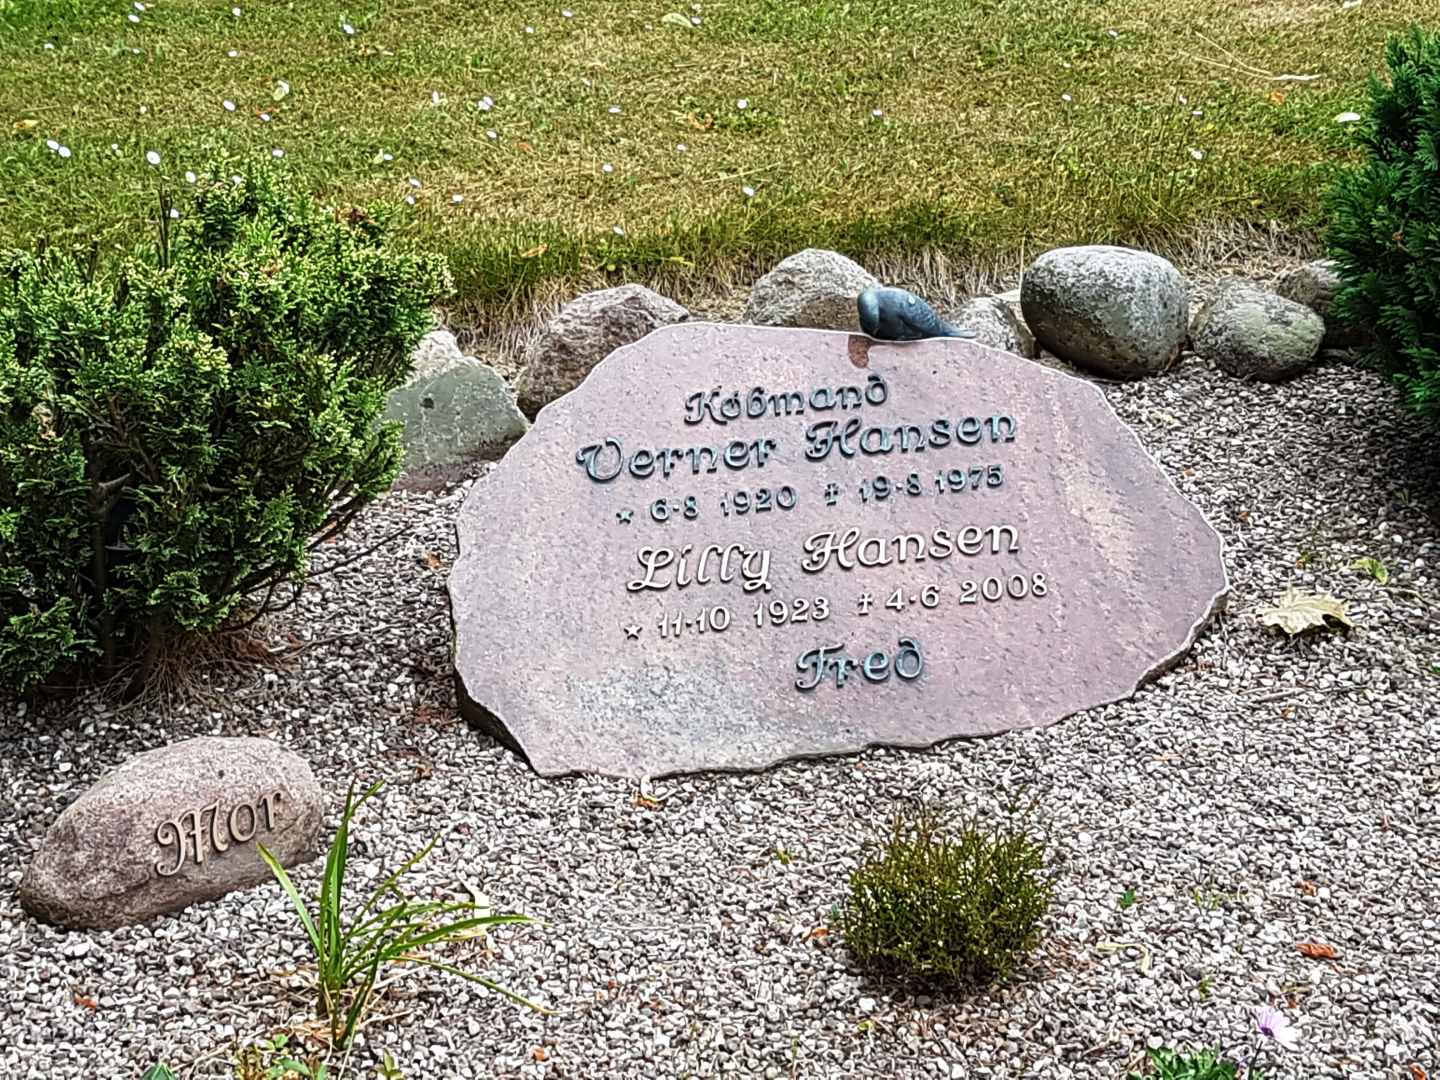 Købmand
Verner Hansen
* 6·8 1920 † 19·8 1975
Lilly Hansen
* 11·10 1923 † 4·6 2008
Fred
Mor